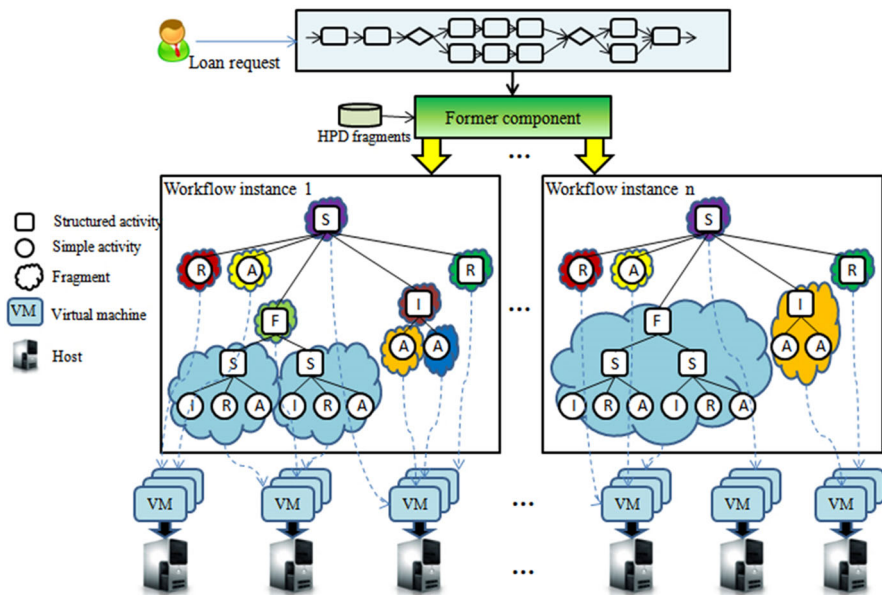 Loan request
HPD fragments
Former component
...
Workflow instance 1
Workflow instance n
S
S
R
A
R
R
A
R
Structured activity
Simple activity
Fragment
VM
Virtual machine
Host
F
I
A
A
S
S
I
R
A
I
R
A
...
F
I
A
A
S
S
I
R
A
I
R
A
VM
VM
VM
...
VM
VM
VM
...